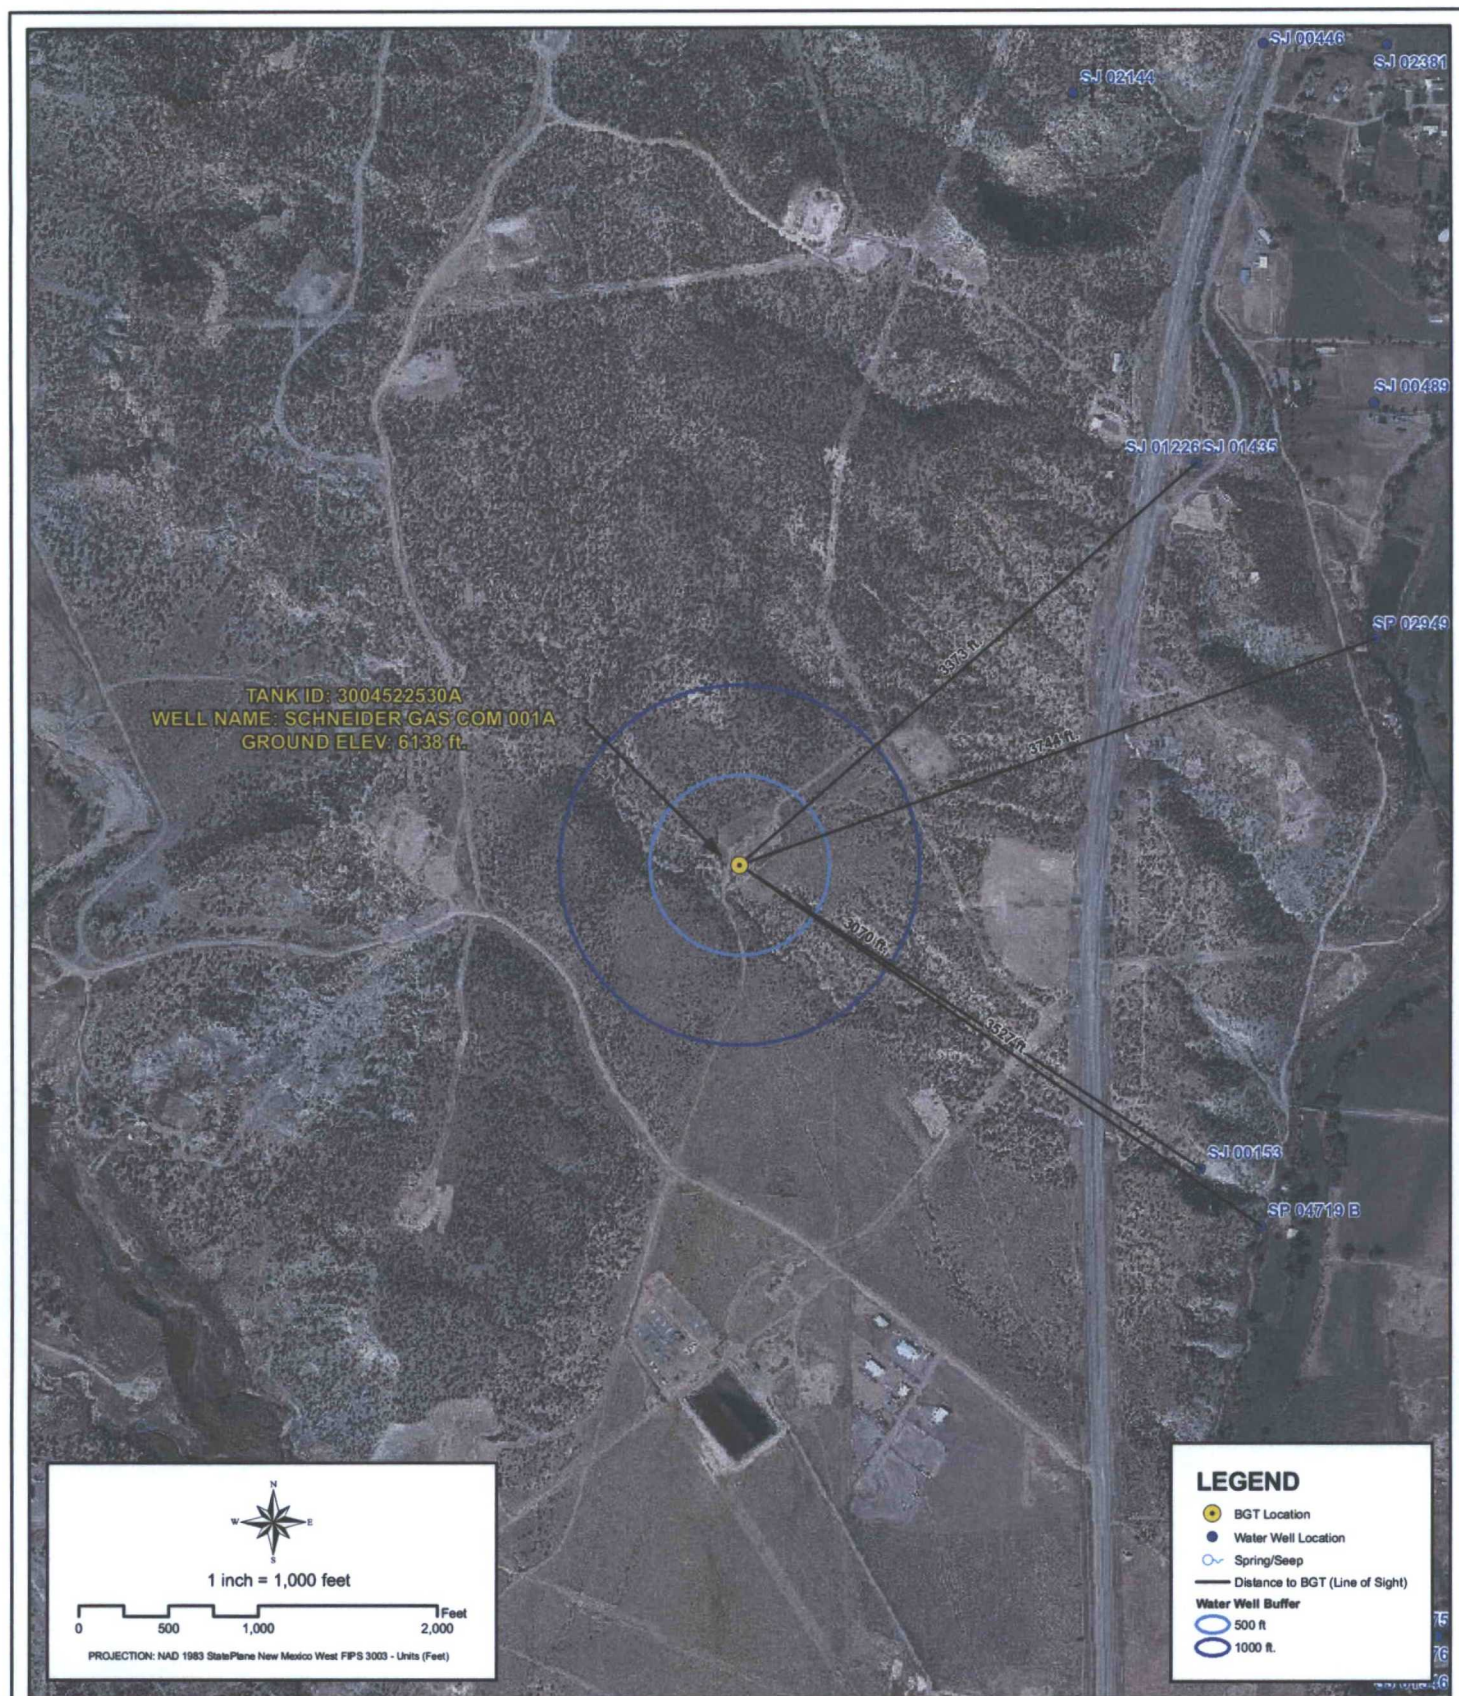 SJ 00446
SJ 02381
SJ 02144
SJ 00489
SJ 01226 SJ 01435
SP 02949
3373 ft.
3744 ft.
TANK ID: 3004522530A
WELL NAME: SCHNEIDER GAS COM 001A
GROUND ELEV: 6138 ft.
3070 ft.
3527 ft.
SJ 00153
SP 04719 B
N
W E
S
1 inch = 1,000 feet
Feet
0 500 1,000 2,000
PROJECTION: NAD 1983 StatePlane New Mexico West FIPS 3003 - Units (Feet)
LEGEND
BGT Location
Water Well Location
Spring/Seep
Distance to BGT (Line of Sight)
Water Well Buffer
500 ft
1000 ft.
75
76